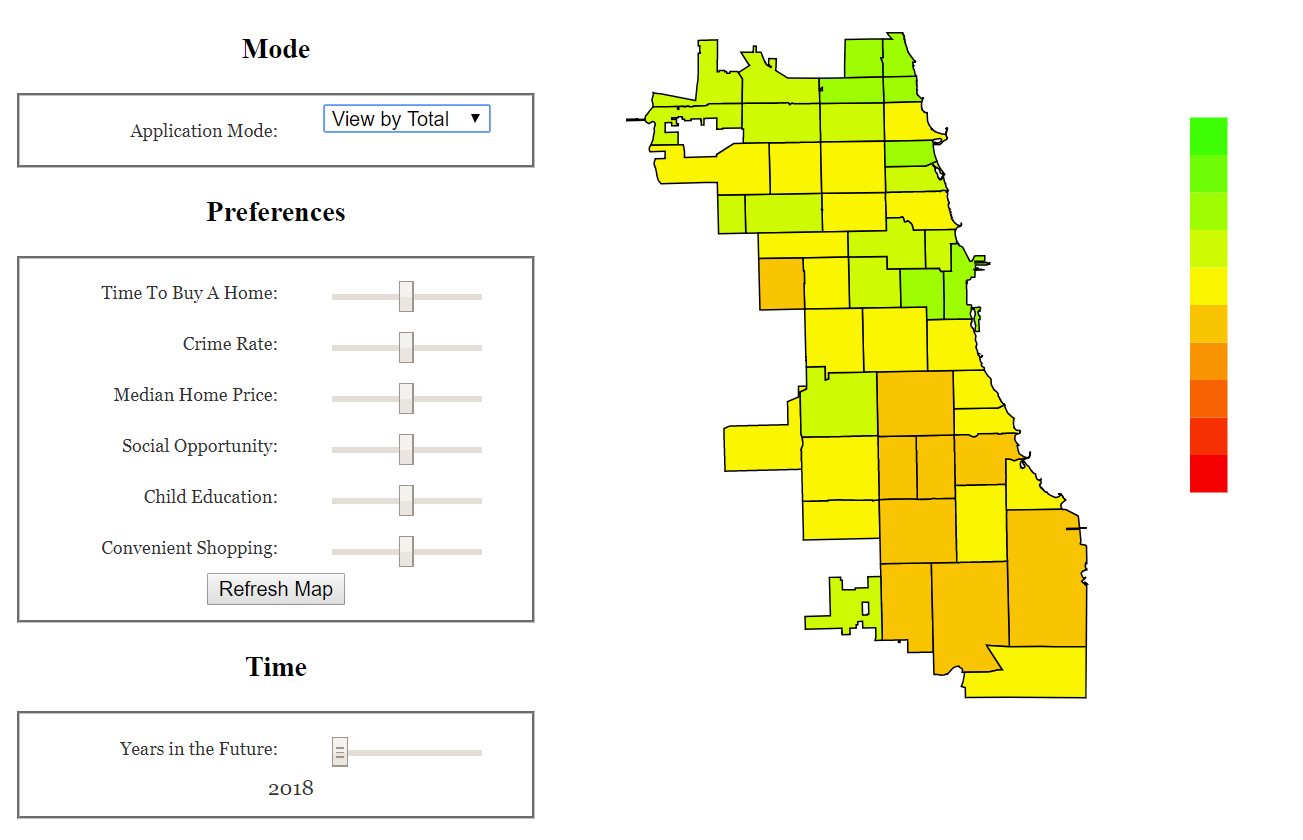 Mode
Application Mode:
View by Total
Preferences
Time To Buy A Home:
Crime Rate:
Median Home Price:
Social Opportunity:
Child Education:
Convenient Shopping:
Refresh Map
Time
Years in the Future:
2018